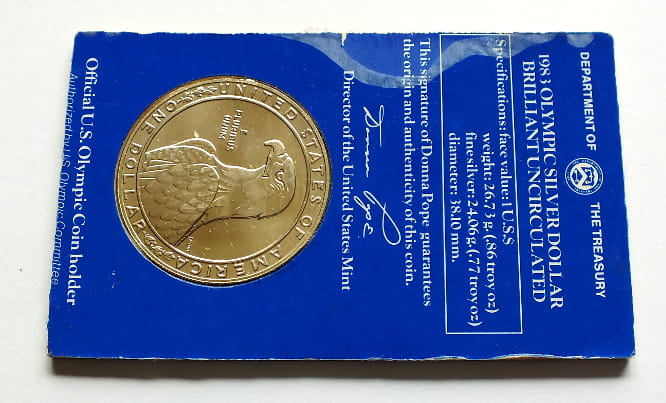 DEPARTMENT OF THE TREASURY
1983 OLYMPIC SILVER DOLLAR
BRILLIANT UNCIRCULATED
Specifications: face value: 1 U.S.$
weight: 26.73 g (.86 troy oz)
fine silver: 24.06g (.77 troy oz)
diameter: 38.10 mm.
This signature of Donna Pope guarantees
the origin and authenticity of this coin.
Donna Pope
Director of the United States Mint
UNITED STATES OF AMERICA
E
PLURIBUS
UNUM
ONE DOLLAR
Official U.S. Olympic Coin holder
Authorized by U.S. Olympic Committee